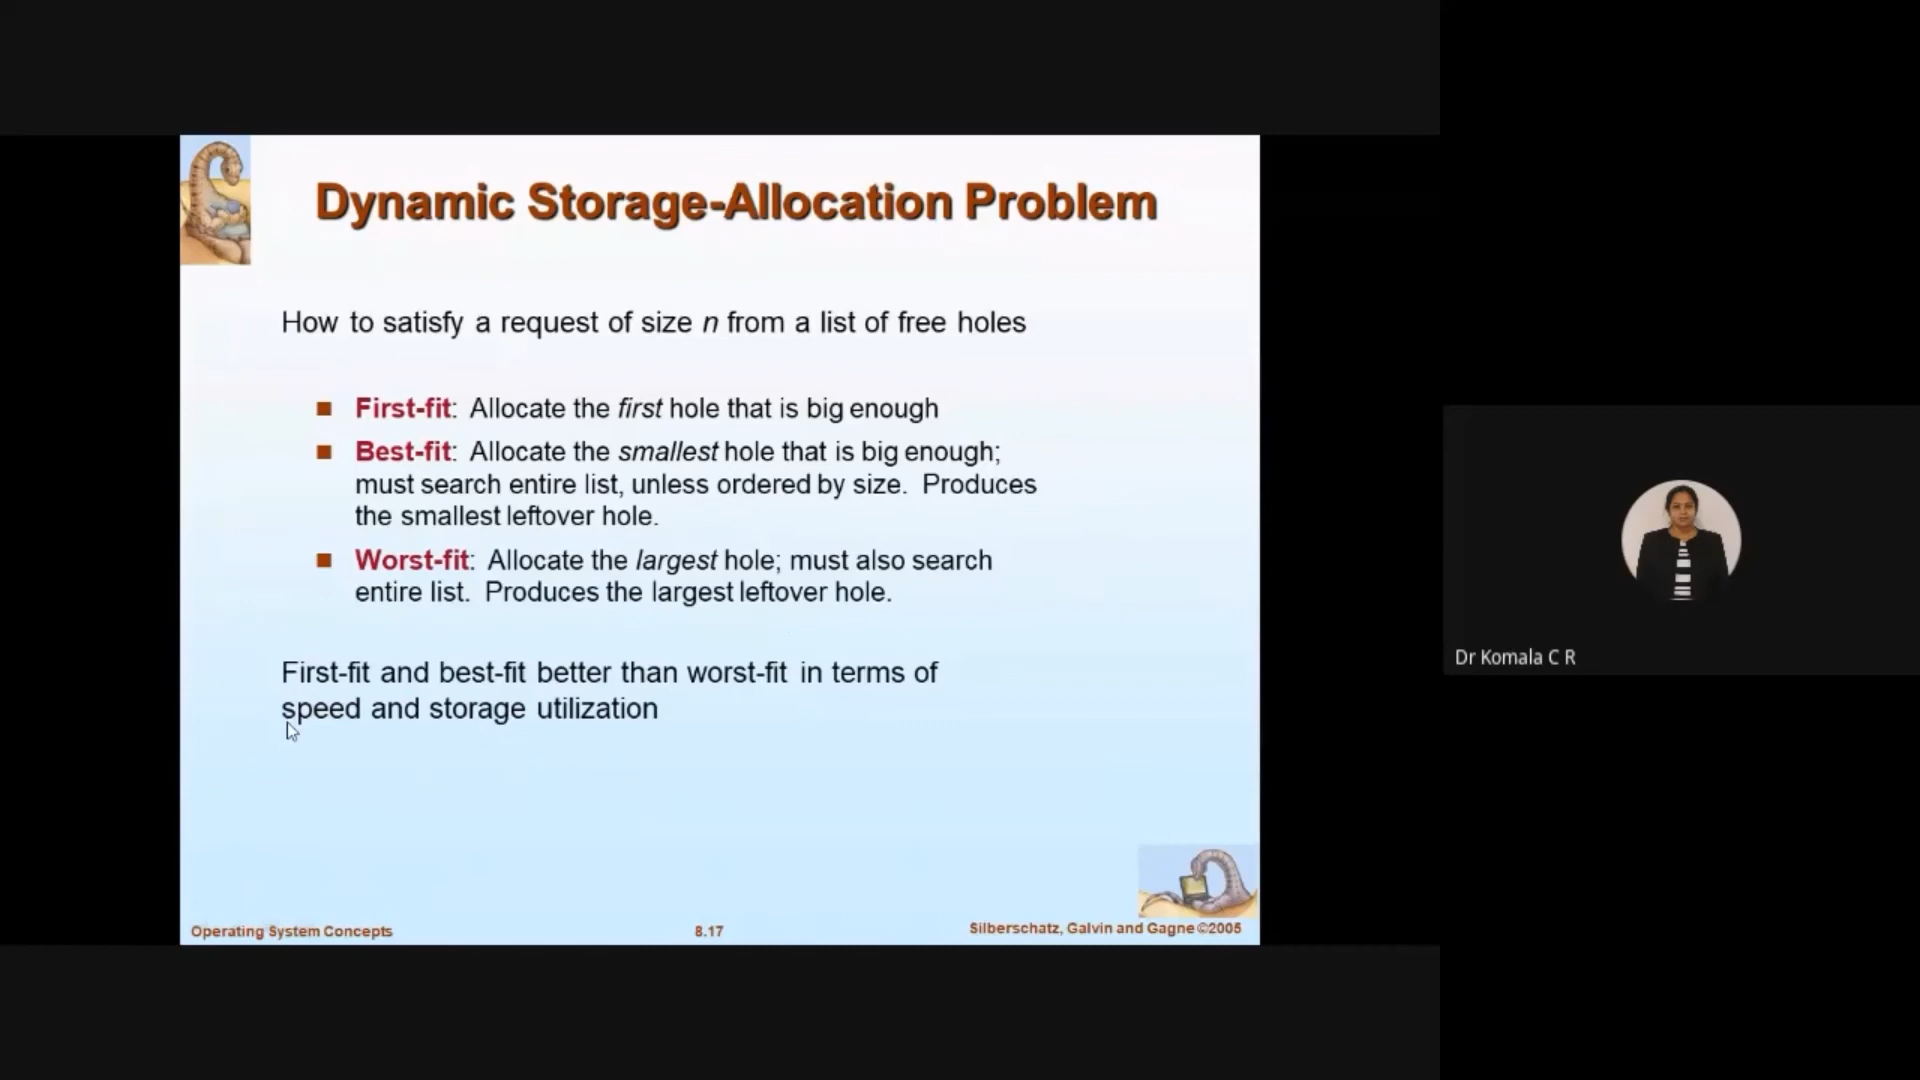 Dynamic Storage-Allocation Problem
How to satisfy a request of size n from a list of free holes
■ First-fit: Allocate the first hole that is big enough
■ Best-fit: Allocate the smallest hole that is big enough;
must search entire list, unless ordered by size. Produces
the smallest leftover hole.
■ Worst-fit: Allocate the largest hole; must also search
entire list. Produces the largest leftover hole.
First-fit and best-fit better than worst-fit in terms of
speed and storage utilization
Operating System Concepts
8.17
Silberschatz, Galvin and Gagne ©2005
Dr Komala C R